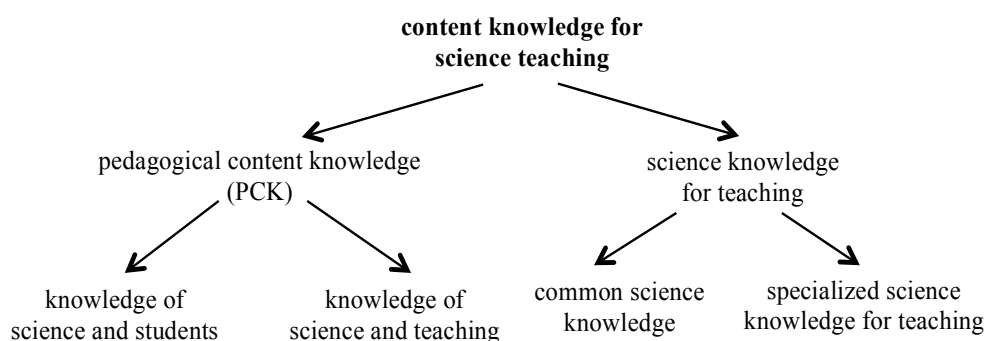 content knowledge for
science teaching
pedagogical content knowledge
(PCK)
science knowledge
for teaching
knowledge of
science and students
knowledge of
science and teaching
common science
knowledge
specialized science
knowledge for teaching